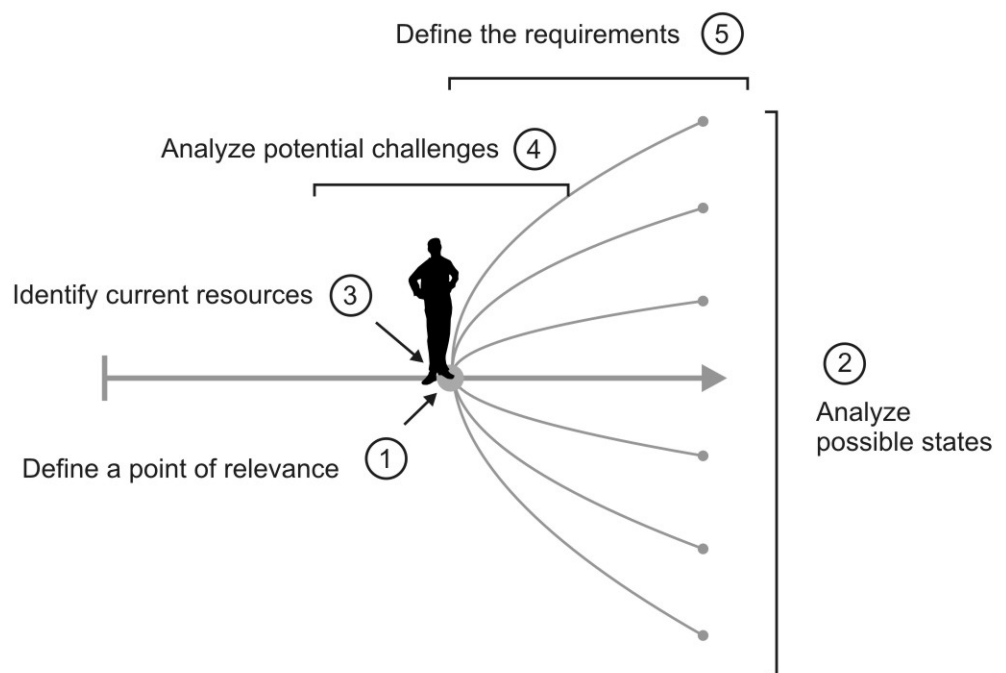 Define the requirements 5
Analyze potential challenges 4
Identify current resources 3
2
Analyze
possible states
Define a point of relevance 1